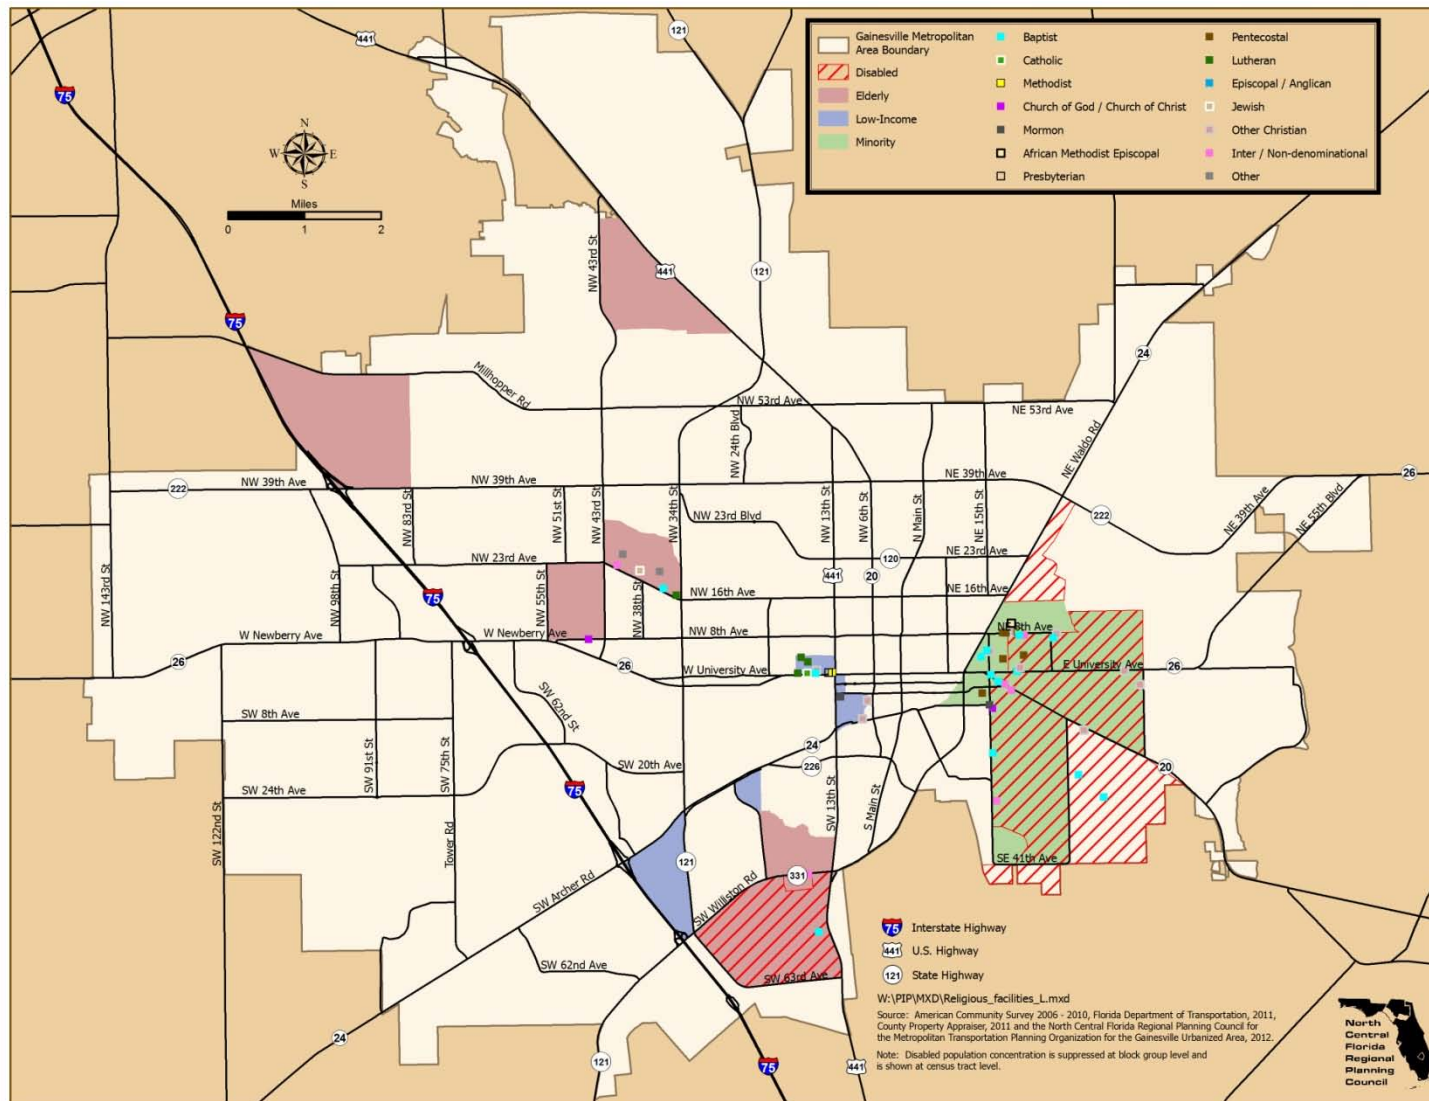 Gainesville Metropolitan
Area Boundary
Disabled
Elderly
Low-Income
Minority
Baptist
Catholic
Methodist
Church of God / Church of Christ
Mormon
African Methodist Episcopal
Presbyterian
Pentecostal
Lutheran
Episcopal / Anglican
Jewish
Other Christian
Inter / Non-denominational
Other
N
W E
S
Miles
0 1 2
441
121
75
NW 43rd St
441
121
75
24
Millhopper Rd
NW 53rd Ave
NE 53rd Ave
NW 24th Blvd
NE Waldo Rd
26
NW 39th Ave
NW 39th Ave
NE 39th Ave
222
NW 83rd St
NW 51st St
NW 43rd St
NW 34th St
NW 23rd Blvd
NW 13th St
NW 6th St
N Main St
NE 15th St
222
NE 39th Ave
NE 55th Blvd
NW 143rd St
NW 98th St
NW 23rd Ave
120
NE 23rd Ave
441
20
75
NW 55th St
NW 38th St
NW 16th Ave
NE 16th Ave
W Newberry Ave
W Newberry Ave
NW 8th Ave
NE 8th Ave
26
26
W University Ave
E University Ave
26
SW 8th Ave
SW 62nd St
SW 91st St
SW 75th St
24
226
SW 20th Ave
20
SW 24th Ave
75
SW 122nd St
Tower Rd
SW 13th St
S Main St
121
SE 41th Ave
331
SW Archer Rd
SW Williston Rd
SW 62nd Ave
SW 63rd Ave
24
121
75
441
75 Interstate Highway
441 U.S. Highway
121 State Highway
W:\PIP\MXD\Religious_facilities_L.mxd
Source: American Community Survey 2006 - 2010, Florida Department of Transportation, 2011,
County Property Appraiser, 2011 and the North Central Florida Regional Planning Council for
the Metropolitan Transportation Planning Organization for the Gainesville Urbanized Area, 2012.
Note: Disabled population concentration is suppressed at block group level and
is shown at census tract level.
North
Central
Florida
Regional
Planning
Council